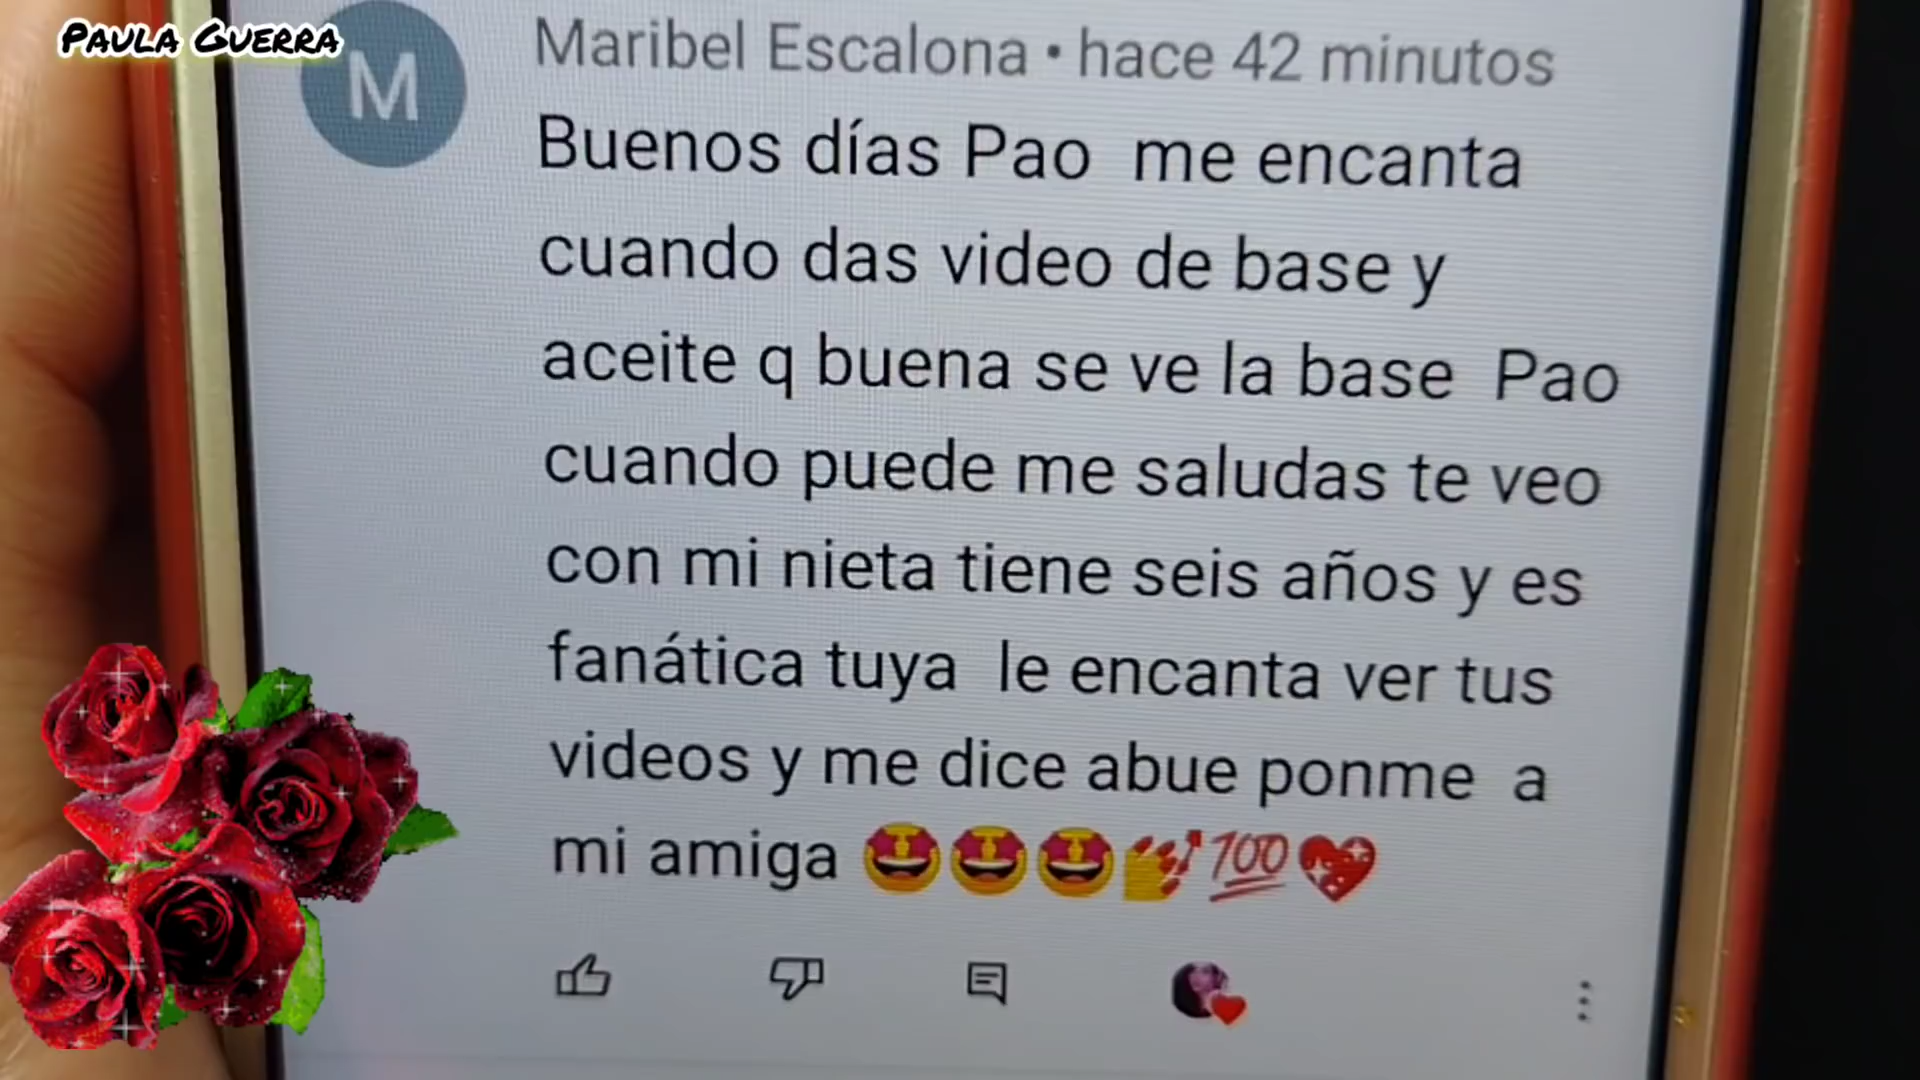 PAULA GUERRA
M
Maribel Escalona • hace 42 minutos
Buenos días Pao me encanta
cuando das video de base y
aceite q buena se ve la base Pao
cuando puede me saludas te veo
con mi nieta tiene seis años y es
fanática tuya le encanta ver tus
videos y me dice abue ponme a
mi amiga 🤩🤩🤩💅💯💖